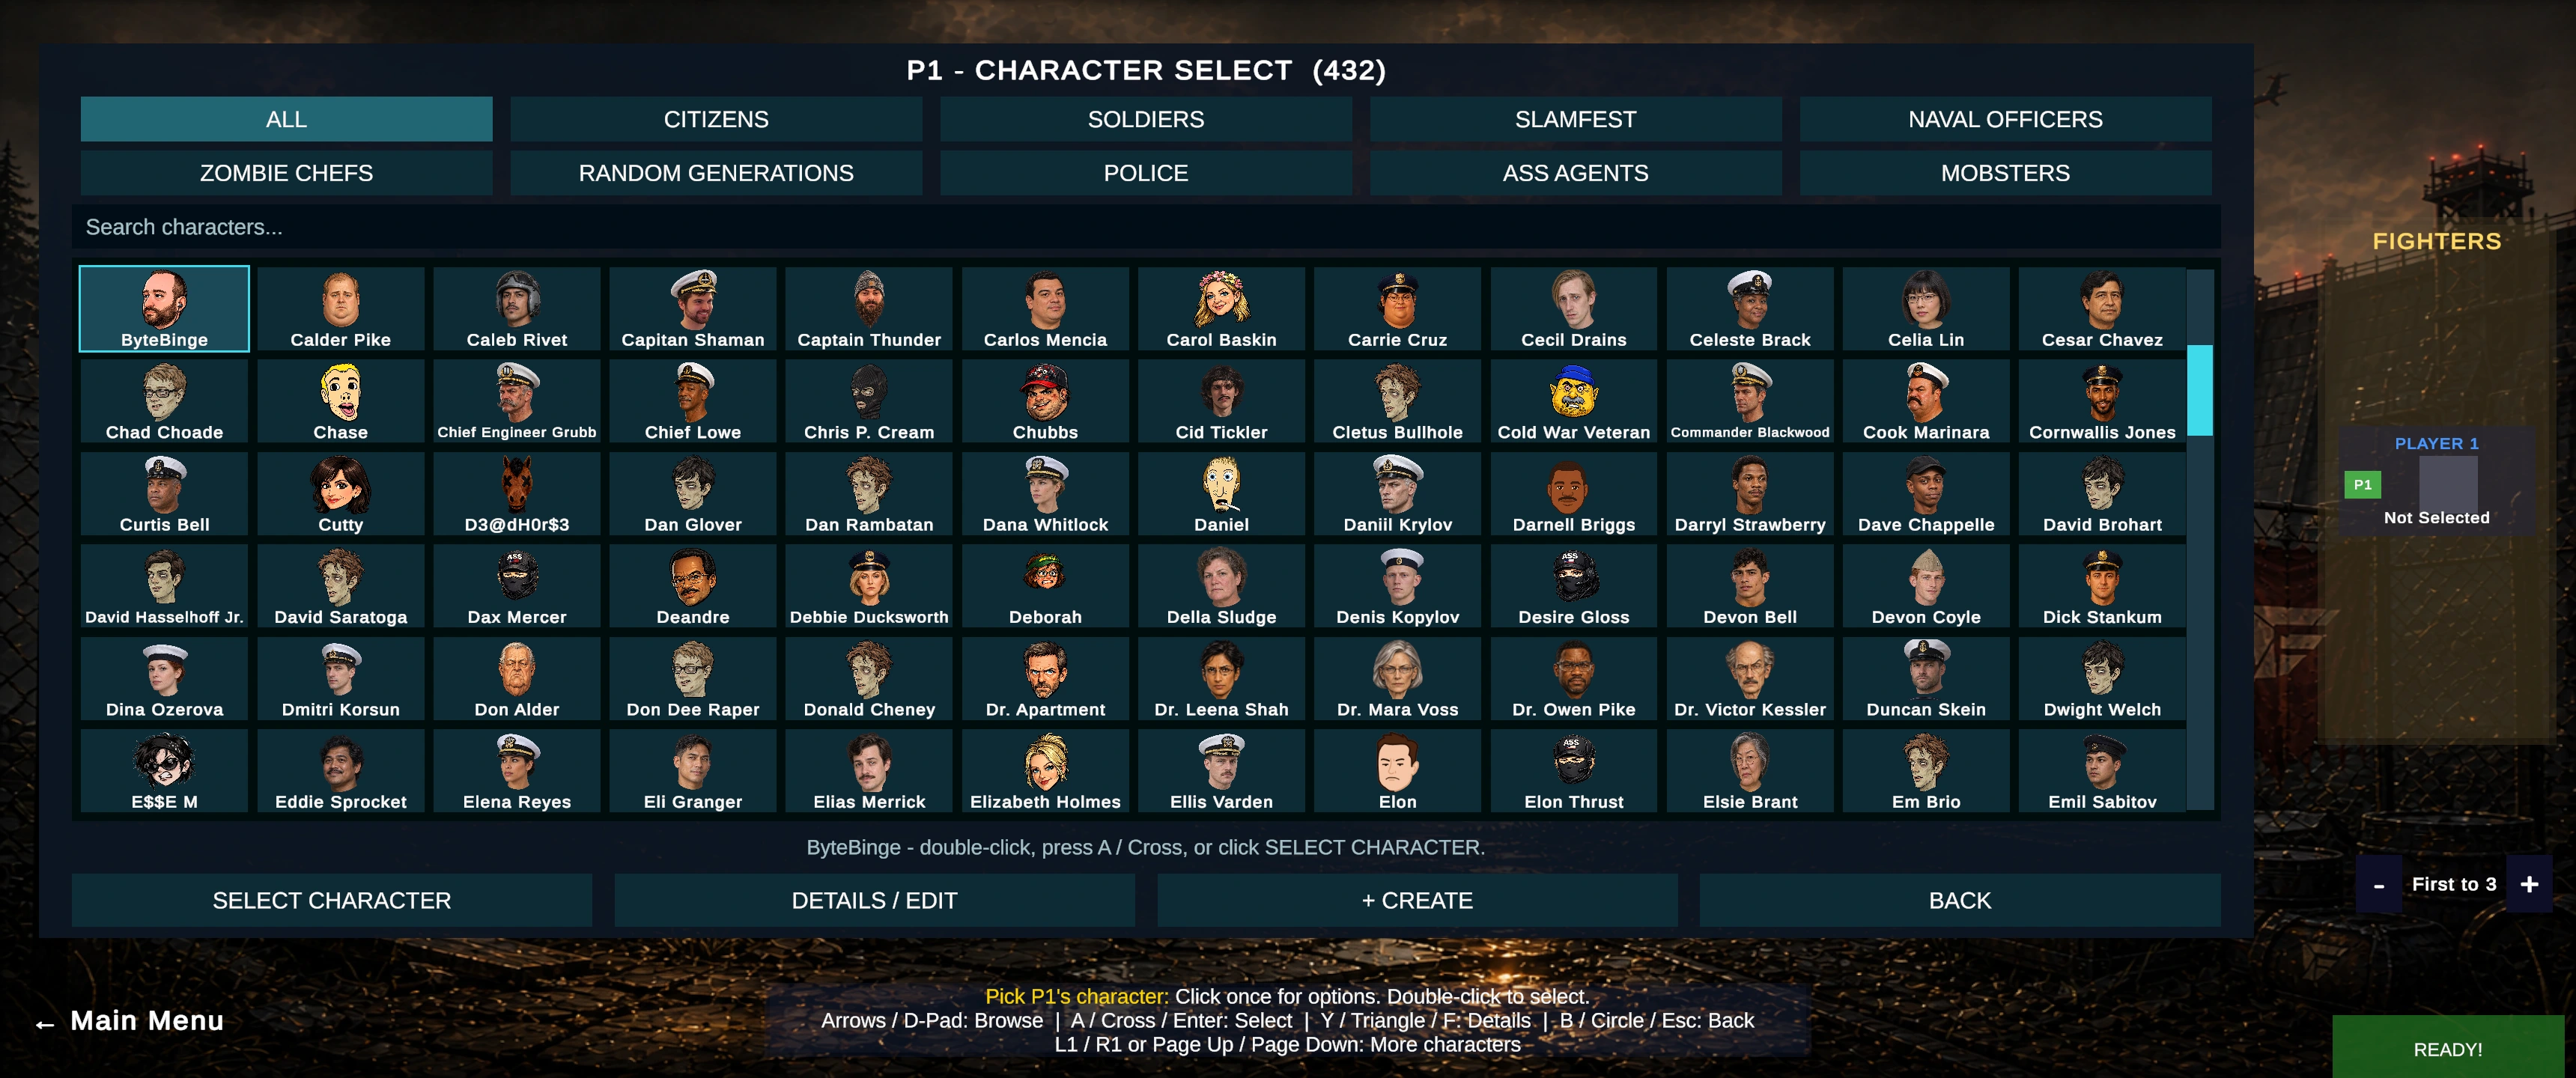 P1 - CHARACTER SELECT (432)
ALL
CITIZENS
SOLDIERS
SLAMFEST
NAVAL OFFICERS
ZOMBIE CHEFS
RANDOM GENERATIONS
POLICE
ASS AGENTS
MOBSTERS
Search characters...
ByteBinge
Calder Pike
Caleb Rivet
Capitan Shaman
Captain Thunder
Carlos Mencia
Carol Baskin
Carrie Cruz
Cecil Drains
Celeste Brack
Celia Lin
Cesar Chavez
Chad Choade
Chase
Chief Engineer Grubb
Chief Lowe
Chris P. Cream
Chubbs
Cid Tickler
Cletus Bullhole
Cold War Veteran
Commander Blackwood
Cook Marinara
Cornwallis Jones
Curtis Bell
Cutty
D3@dH0r$3
Dan Glover
Dan Rambatan
Dana Whitlock
Daniel
Daniil Krylov
Darnell Briggs
Darryl Strawberry
Dave Chappelle
David Brohart
ASS
ASS
David Hasselhoff Jr.
David Saratoga
Dax Mercer
Deandre
Debbie Ducksworth
Deborah
Della Sludge
Denis Kopylov
Desire Gloss
Devon Bell
Devon Coyle
Dick Stankum
Dina Ozerova
Dmitri Korsun
Don Alder
Don Dee Raper
Donald Cheney
Dr. Apartment
Dr. Leena Shah
Dr. Mara Voss
Dr. Owen Pike
Dr. Victor Kessler
Duncan Skein
Dwight Welch
ASS
E$$E M
Eddie Sprocket
Elena Reyes
Eli Granger
Elias Merrick
Elizabeth Holmes
Ellis Varden
Elon
Elon Thrust
Elsie Brant
Em Brio
Emil Sabitov
ByteBinge - double-click, press A / Cross, or click SELECT CHARACTER.
SELECT CHARACTER
DETAILS / EDIT
+ CREATE
BACK
FIGHTERS
PLAYER 1
P1
Not Selected
- First to 3 +
← Main Menu
Pick P1's character: Click once for options. Double-click to select.
Arrows / D-Pad: Browse | A / Cross / Enter: Select | Y / Triangle / F: Details | B / Circle / Esc: Back
L1 / R1 or Page Up / Page Down: More characters
READY!